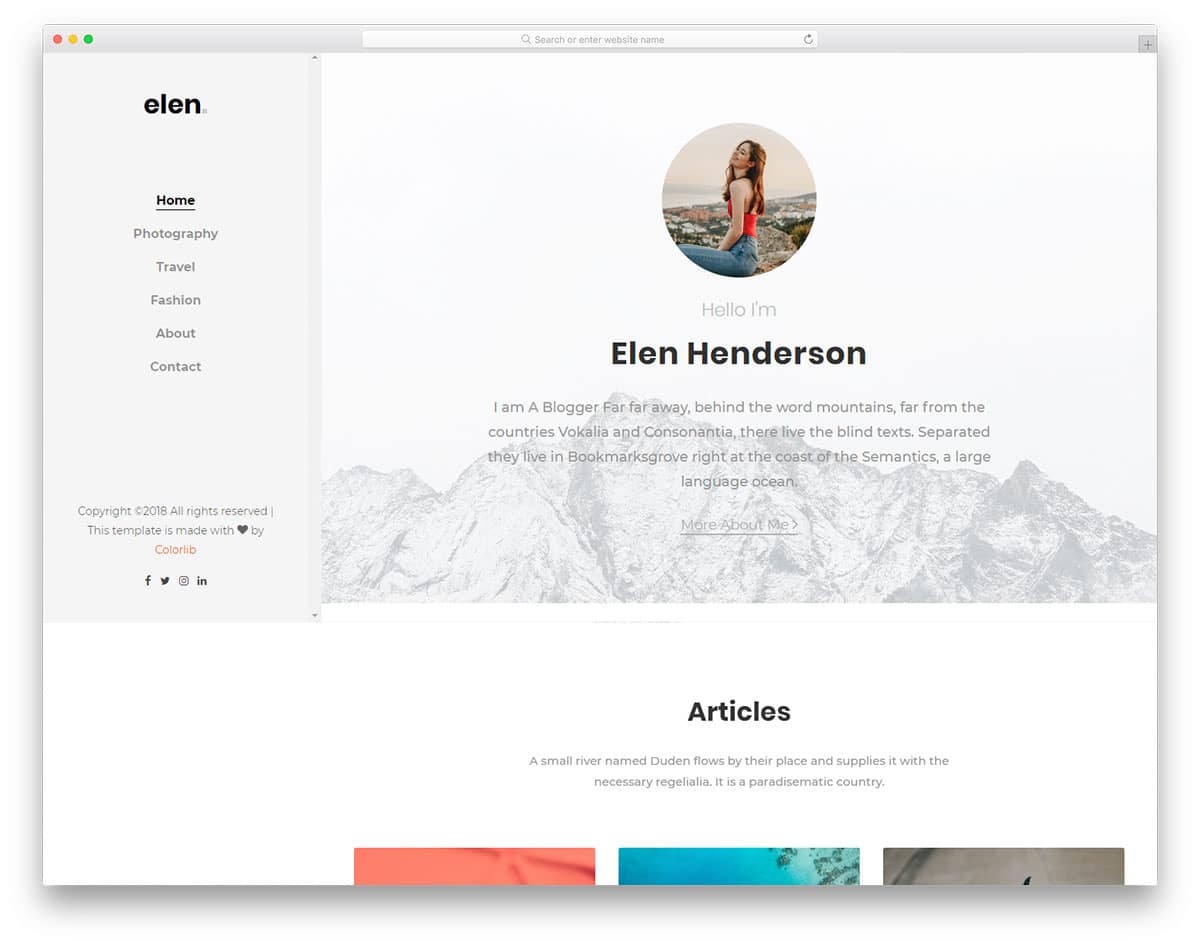 Search or enter website name
elen.
Home
Photography
Travel
Fashion
About
Contact
Copyright ©2018 All rights reserved |
This template is made with ♥ by
Colorlib
Hello I'm
Elen Henderson
I am A Blogger Far far away, behind the word mountains, far from the
countries Vokalia and Consonantia, there live the blind texts. Separated
they live in Bookmarksgrove right at the coast of the Semantics, a large
language ocean.
More About Me >
Articles
A small river named Duden flows by their place and supplies it with the
necessary regelialia. It is a paradisematic country.